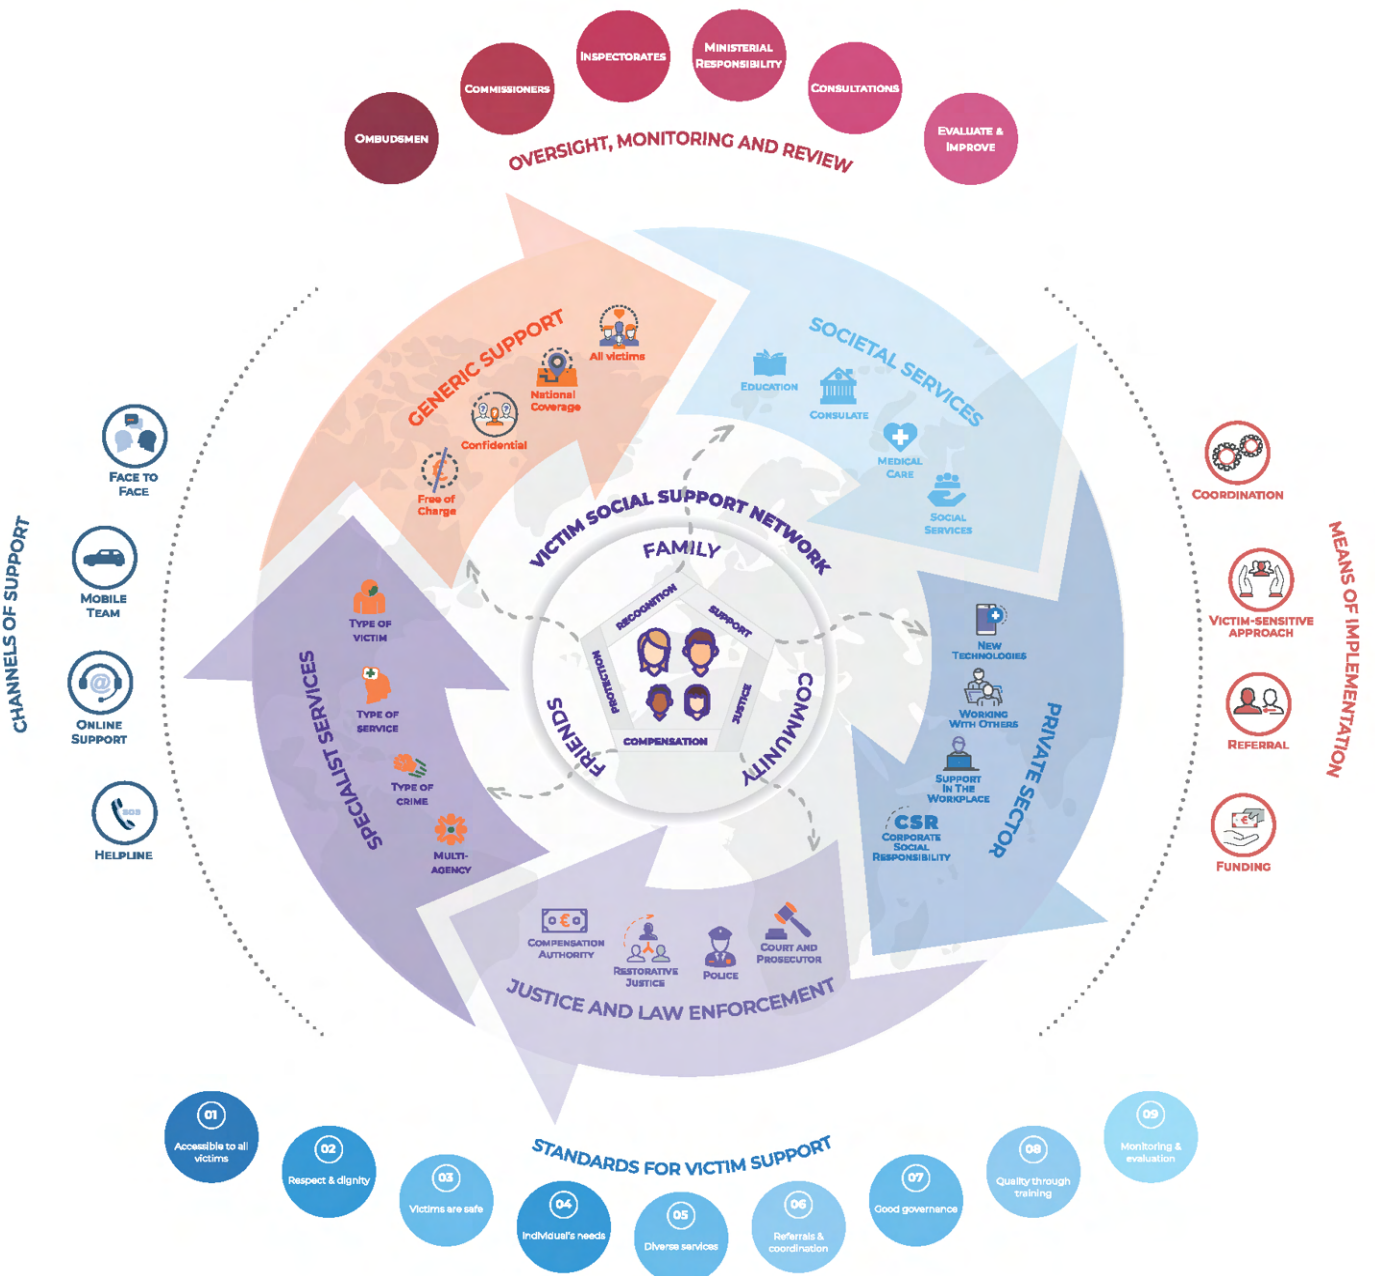 OMBUDSMEN
COMMISSIONERS
INSPECTORATES
MINISTERIAL
RESPONSIBILITY
CONSULTATIONS
EVALUATE &
IMPROVE
OVERSIGHT, MONITORING AND REVIEW
CHANNELS OF SUPPORT
FACE TO
FACE
MOBILE
TEAM
@
ONLINE
SUPPORT
SOS
HELPLINE
GENERIC SUPPORT
All victims
National
Coverage
Confidential
€
Free of
Charge
SOCIETAL SERVICES
EDUCATION
CONSULATE
MEDICAL
CARE
SOCIAL
SERVICES
PRIVATE SECTOR
NEW
TECHNOLOGIES
WORKING
WITH OTHERS
SUPPORT
IN THE
WORKPLACE
CSR
CORPORATE
SOCIAL
RESPONSIBILITY
JUSTICE AND LAW ENFORCEMENT
COURT AND
PROSECUTOR
POLICE
RESTORATIVE
JUSTICE
€
COMPENSATION
AUTHORITY
SPECIALIST SERVICES
TYPE OF
VICTIM
TYPE OF
SERVICE
TYPE OF
CRIME
MULTI-
AGENCY
VICTIM SOCIAL SUPPORT NETWORK
FAMILY
COMMUNITY
FRIENDS
RECOGNITION
SUPPORT
JUSTICE
COMPENSATION
PROTECTION
MEANS OF IMPLEMENTATION
COORDINATION
VICTIM-SENSITIVE
APPROACH
REFERRAL
€
FUNDING
STANDARDS FOR VICTIM SUPPORT
01
Accessible to all
victims
02
Respect & dignity
03
Victims are safe
04
Individual's needs
05
Diverse services
06
Referrals &
coordination
07
Good governance
08
Quality through
training
09
Monitoring &
evaluation